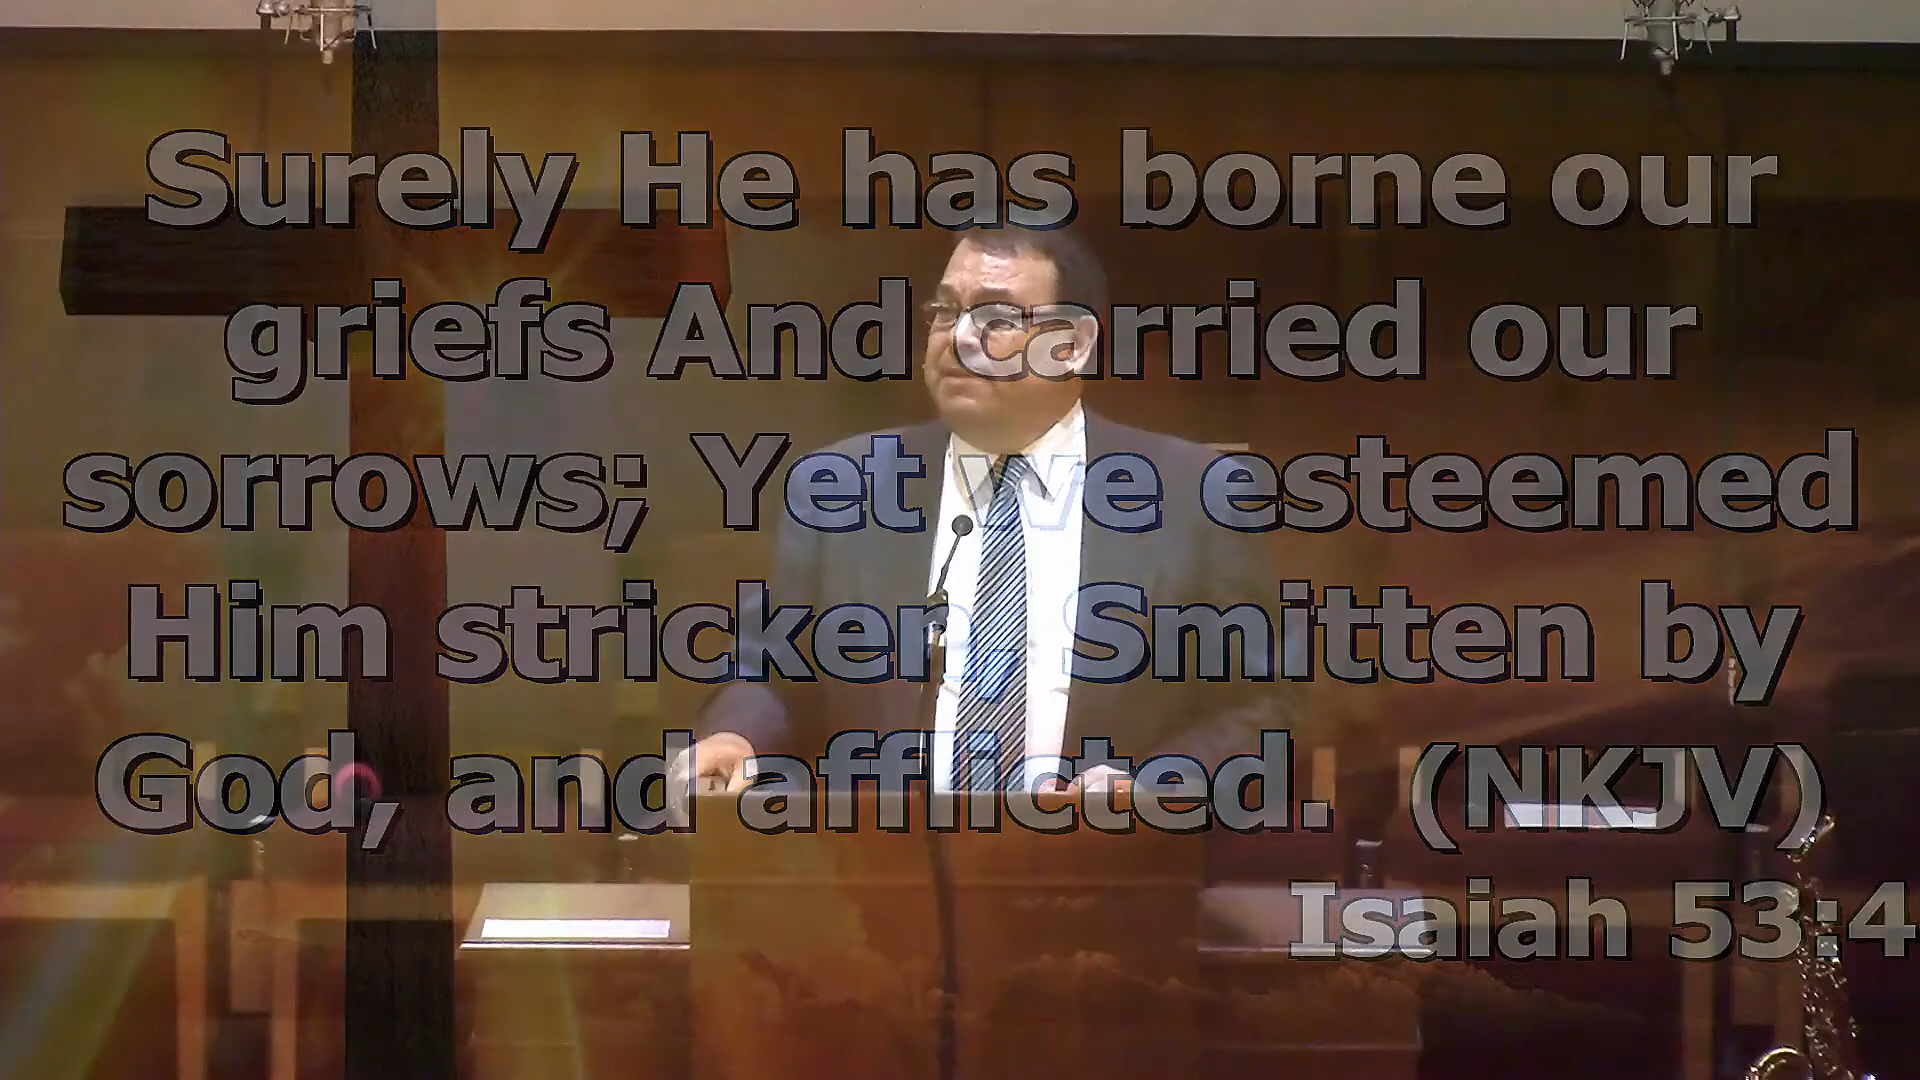 Surely He has borne our
griefs And carried our
sorrows; Yet we esteemed
Him stricken, Smitten by
God, and afflicted. (NKJV)
Isaiah 53:4